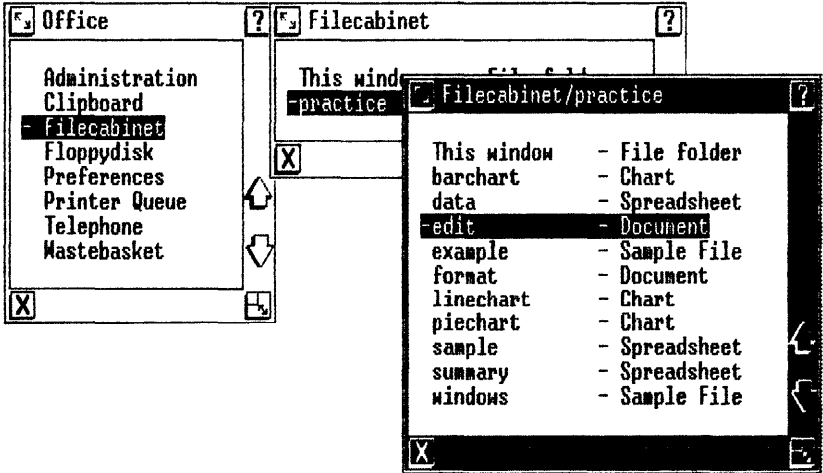 Office ?
Administration
Clipboard
- Filecabinet
Floppydisk
Preferences
Printer Queue
Telephone
Wastebasket
X
Filecabinet ?
This
-practice
X
Filecabinet/practice ?
This window - File folder
barchart - Chart
data - Spreadsheet
-edit - Document
example - Sample File
format - Document
linechart - Chart
piechart - Chart
sample - Spreadsheet
summary - Spreadsheet
windows - Sample File
X